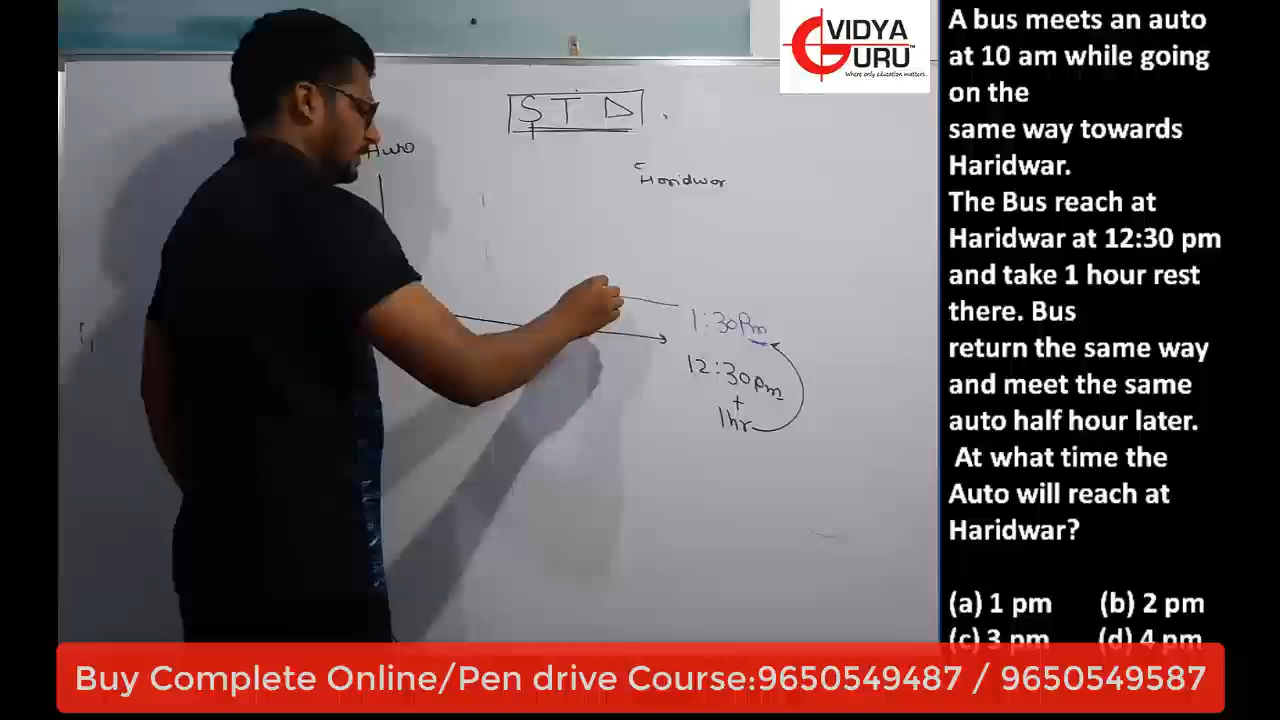 VIDYA
GURU
Where only education matters..
STD
Auto
Haridwar
1:30Pm
12:30pm
+
1hr
A bus meets an auto
at 10 am while going
on the
same way towards
Haridwar.
The Bus reach at
Haridwar at 12:30 pm
and take 1 hour rest
there. Bus
return the same way
and meet the same
auto half hour later.
At what time the
Auto will reach at
Haridwar?
(a) 1 pm (b) 2 pm
(c) 3 pm (d) 4 pm
Buy Complete Online/Pen drive Course:9650549487 / 9650549587